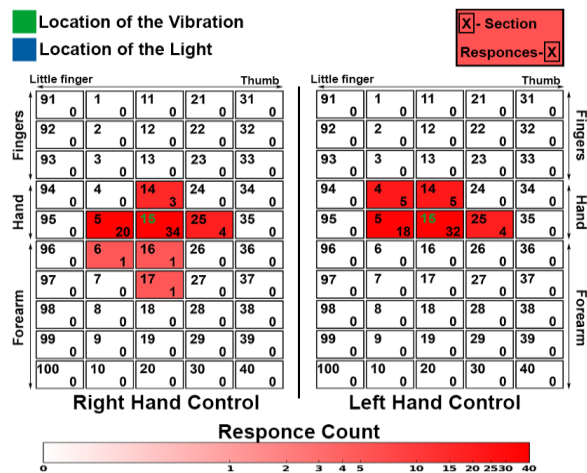 Location of the Vibration
Location of the Light
X - Section
Responces- X
Little finger Thumb
Little finger Thumb
Fingers
Hand
Forearm
91 0 1 0 11 0 21 0 31 0
92 0 2 0 12 0 22 0 32 0
93 0 3 0 13 0 23 0 33 0
94 0 4 0 14 3 24 0 34 0
95 0 5 20 15 34 25 4 35 0
96 0 6 1 16 1 26 0 36 0
97 0 7 0 17 1 27 0 37 0
98 0 8 0 18 0 28 0 38 0
99 0 9 0 19 0 29 0 39 0
100 0 10 0 20 0 30 0 40 0
Right Hand Control
91 0 1 0 11 0 21 0 31 0
92 0 2 0 12 0 22 0 32 0
93 0 3 0 13 0 23 0 33 0
94 0 4 5 14 5 24 0 34 0
95 0 5 18 15 32 25 4 35 0
96 0 6 0 16 0 26 0 36 0
97 0 7 0 17 0 27 0 37 0
98 0 8 0 18 0 28 0 38 0
99 0 9 0 19 0 29 0 39 0
100 0 10 0 20 0 30 0 40 0
Left Hand Control
Fingers
Hand
Forearm
Responce Count
0 1 2 3 4 5 10 15 20 25 30 40